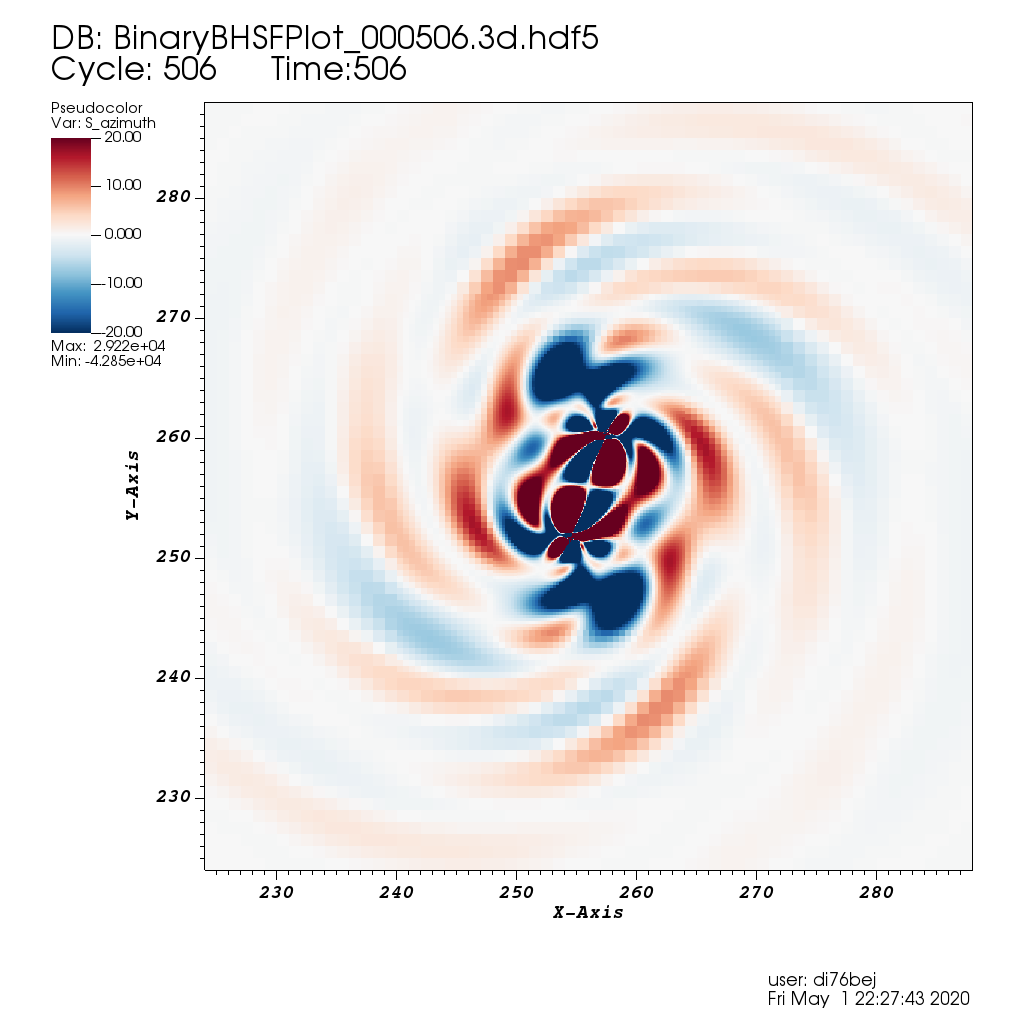 DB: BinaryBHSFPlot_000506.3d.hdf5
Cycle: 506 Time:506
Pseudocolor
Var: S_azimuth
20.00
10.00
0.000
-10.00
-20.00
Max: 2.922e+04
Min: -4.285e+04
280
270
260
250
240
230
Y-Axis
230 240 250 260 270 280
X-Axis
user: di76bej
Fri May 1 22:27:43 2020